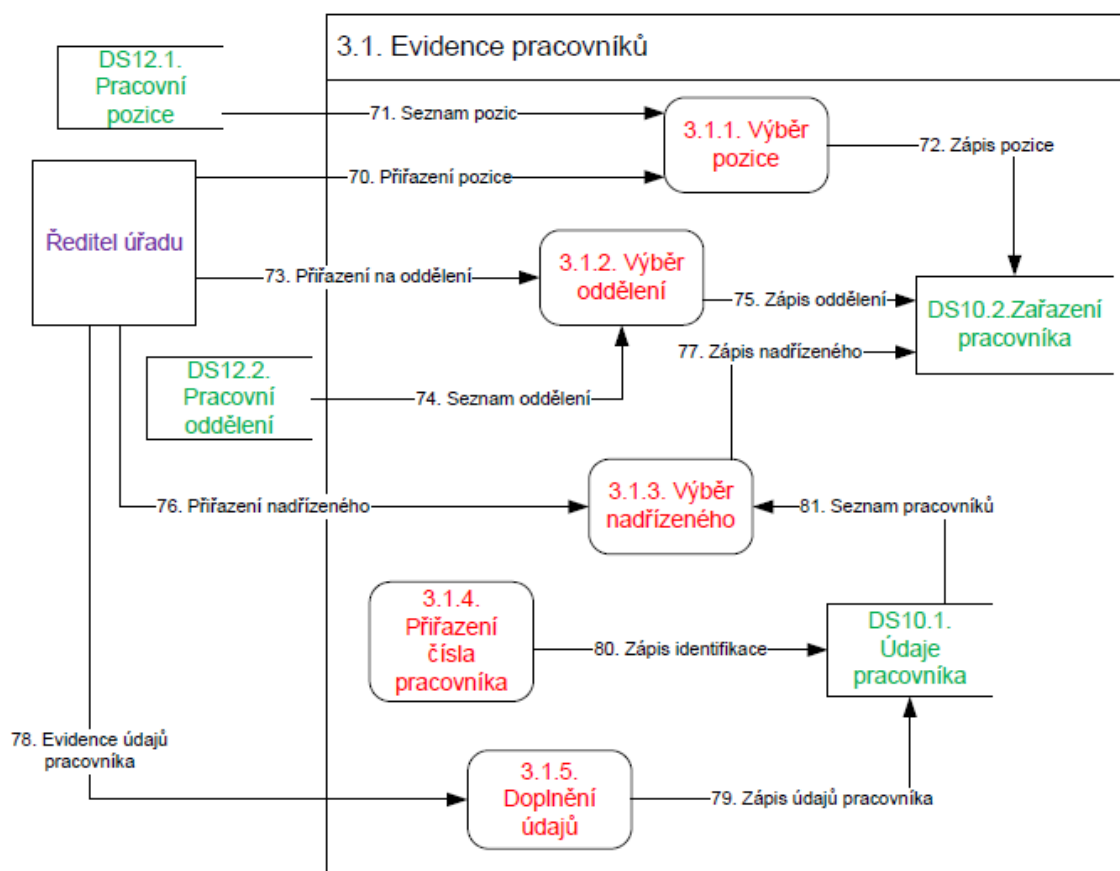 3.1. Evidence pracovníků
DS12.1.
Pracovní
pozice
71. Seznam pozic
3.1.1. Výběr
pozice
72. Zápis pozice
70. Přiřazení pozice
Ředitel úřadu
73. Přiřazení na oddělení
3.1.2. Výběr
oddělení
75. Zápis oddělení
DS10.2.Zařazení
pracovníka
77. Zápis nadřízeného
DS12.2.
Pracovní
oddělení
74. Seznam oddělení
76. Přiřazení nadřízeného
3.1.3. Výběr
nadřízeného
81. Seznam pracovníků
3.1.4.
Přiřazení
čísla
pracovníka
80. Zápis identifikace
DS10.1.
Údaje
pracovníka
78. Evidence údajů
pracovníka
3.1.5.
Doplnění
údajů
79. Zápis údajů pracovníka